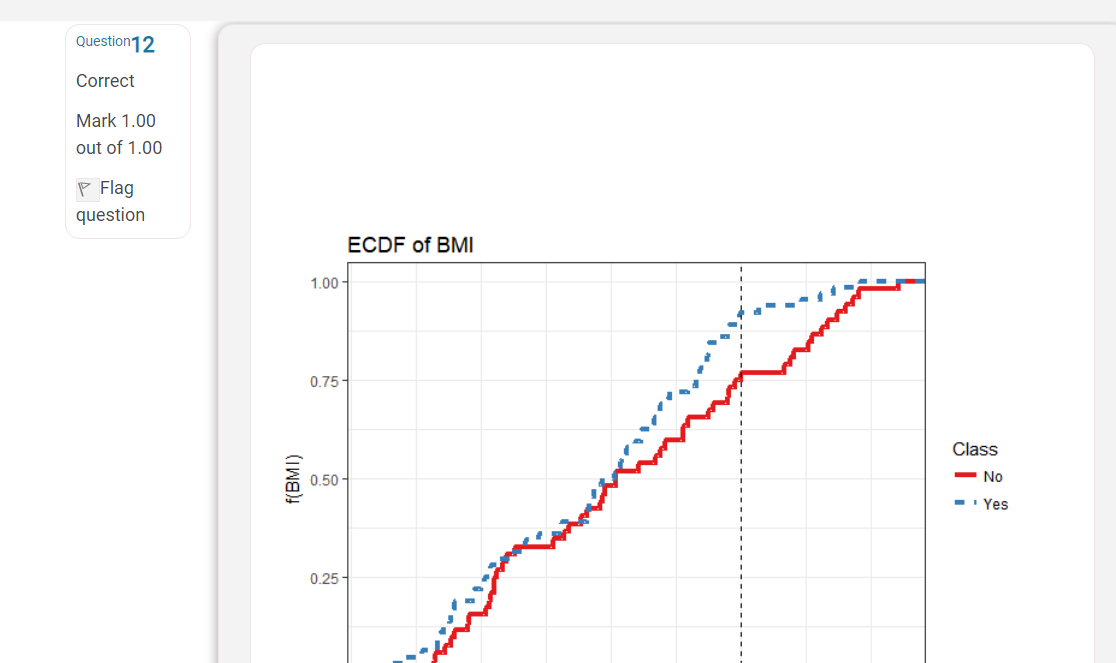 Question12
Correct
Mark 1.00
out of 1.00
Flag
question
ECDF of BMI
1.00
0.75
f(BMI)
0.50
0.25
Class
No
Yes